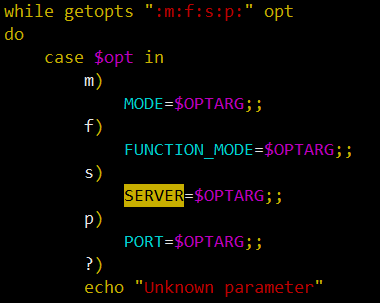 while getopts ":m:f:s:p:" opt
do
    case $opt in
        m)
            MODE=$OPTARG;;
        f)
            FUNCTION_MODE=$OPTARG;;
        s)
            SERVER=$OPTARG;;
        p)
            PORT=$OPTARG;;
        ?)
        echo "Unknown parameter"